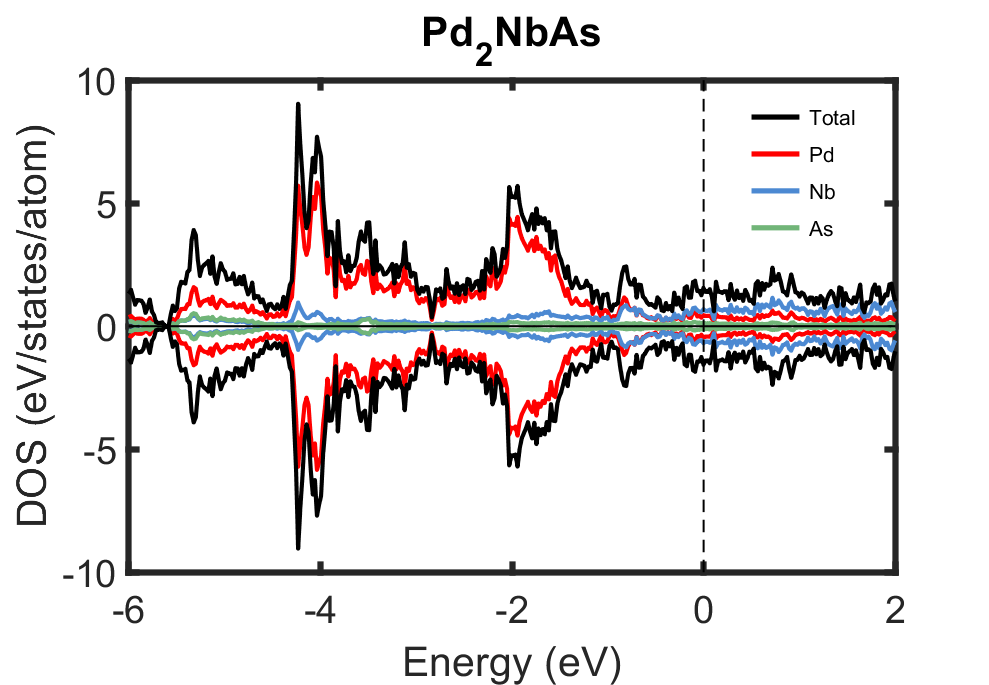 Pd₂NbAs
10
5
0
-5
-10
DOS (eV/states/atom)
Total
Pd
Nb
As
-6
-4
-2
0
2
Energy (eV)